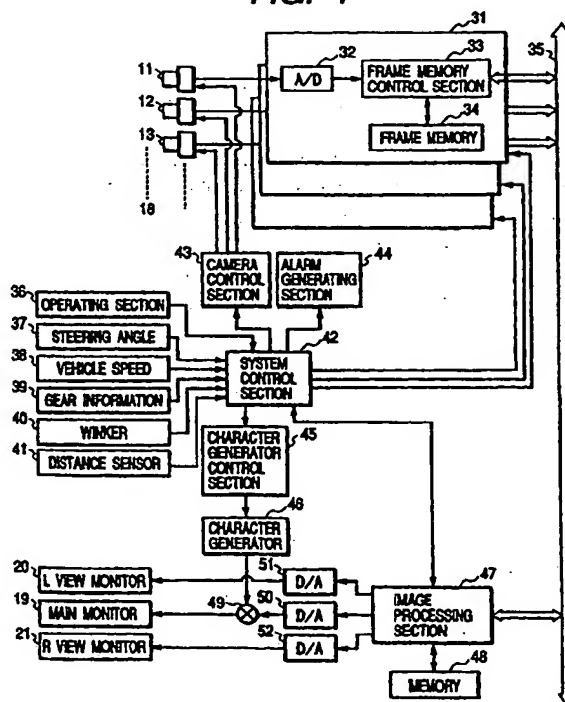 31
11
32
33
35
A/D
FRAME MEMORY
CONTROL SECTION
12
34
13
FRAME MEMORY
18
43
44
CAMERA
CONTROL
SECTION
ALARM
GENERATING
SECTION
36
OPERATING SECTION
37
STEERING ANGLE
42
38
VEHICLE SPEED
SYSTEM
CONTROL
SECTION
39
GEAR INFORMATION
40
WINKER
45
41
DISTANCE SENSOR
CHARACTER
GENERATOR
CONTROL
SECTION
46
CHARACTER
GENERATOR
20
L VIEW MONITOR
51
D/A
47
19
MAIN MONITOR
49
50
D/A
IMAGE
PROCESSING
SECTION
21
R VIEW MONITOR
52
D/A
48
MEMORY